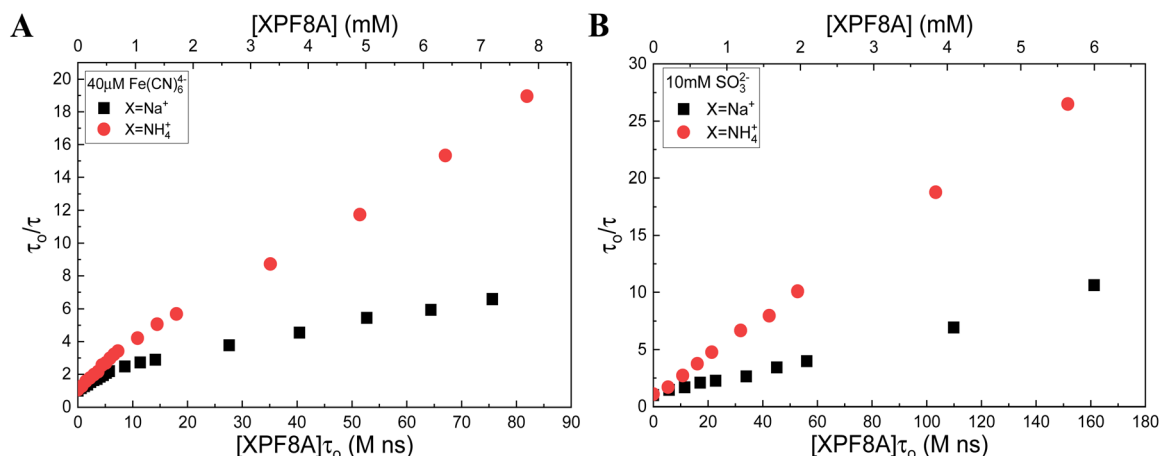 A
[XPF8A] (mM)
0 1 2 3 4 5 6 7 8
40μM Fe(CN)₆⁴⁻
X=Na⁺
X=NH₄⁺
τₒ/τ
20
18
16
14
12
10
8
6
4
2
0
0 10 20 30 40 50 60 70 80 90
[XPF8A]τₒ (M ns)
B
[XPF8A] (mM)
0 1 2 3 4 5 6
10mM SO₃²⁻
X=Na⁺
X=NH₄⁺
τₒ/τ
30
25
20
15
10
5
0
0 20 40 60 80 100 120 140 160 180
[XPF8A]τₒ (M ns)